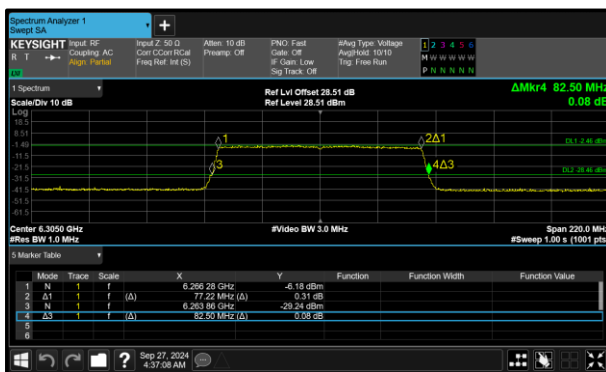 Spectrum Analyzer 1
Swept SA
+
KEYSIGHT Input: RF Input Z: 50 Ω Atten: 10 dB PNO: Fast #Avg Type: Voltage 1 2 3 4 5 6
R T Coupling: AC Corr CCorr RCal Preamp: Off Gate: Off Avg|Hold: 10/10 M W W W W W
Align: Partial Freq Ref: Int (S) IF Gain: Low Trig: Free Run P N N N N N
Sig Track: Off
LXI
1 Spectrum Ref Lvl Offset 28.51 dB ΔMkr4 82.50 MHz
Scale/Div 10 dB Ref Level 28.51 dBm 0.08 dB
Log
18.5
8.51
-1.49
-11.5
-21.5
-31.5
-41.5
-51.5
-61.5
1
2Δ1
3
4Δ3
DL1 -2.46 dBm
DL2 -28.46 dBm
Center 6.3050 GHz #Video BW 3.0 MHz Span 220.0 MHz
#Res BW 1.0 MHz #Sweep 1.00 s (1001 pts)
5 Marker Table
Mode Trace Scale X Y Function Function Width Function Value
1 N 1 f 6.266 28 GHz -6.18 dBm
2 Δ1 1 f (Δ) 77.22 MHz (Δ) 0.31 dB
3 N 1 f 6.263 86 GHz -29.24 dBm
4 Δ3 1 f (Δ) 82.50 MHz (Δ) 0.08 dB
5
6
? Sep 27, 2024
4:37:08 AM